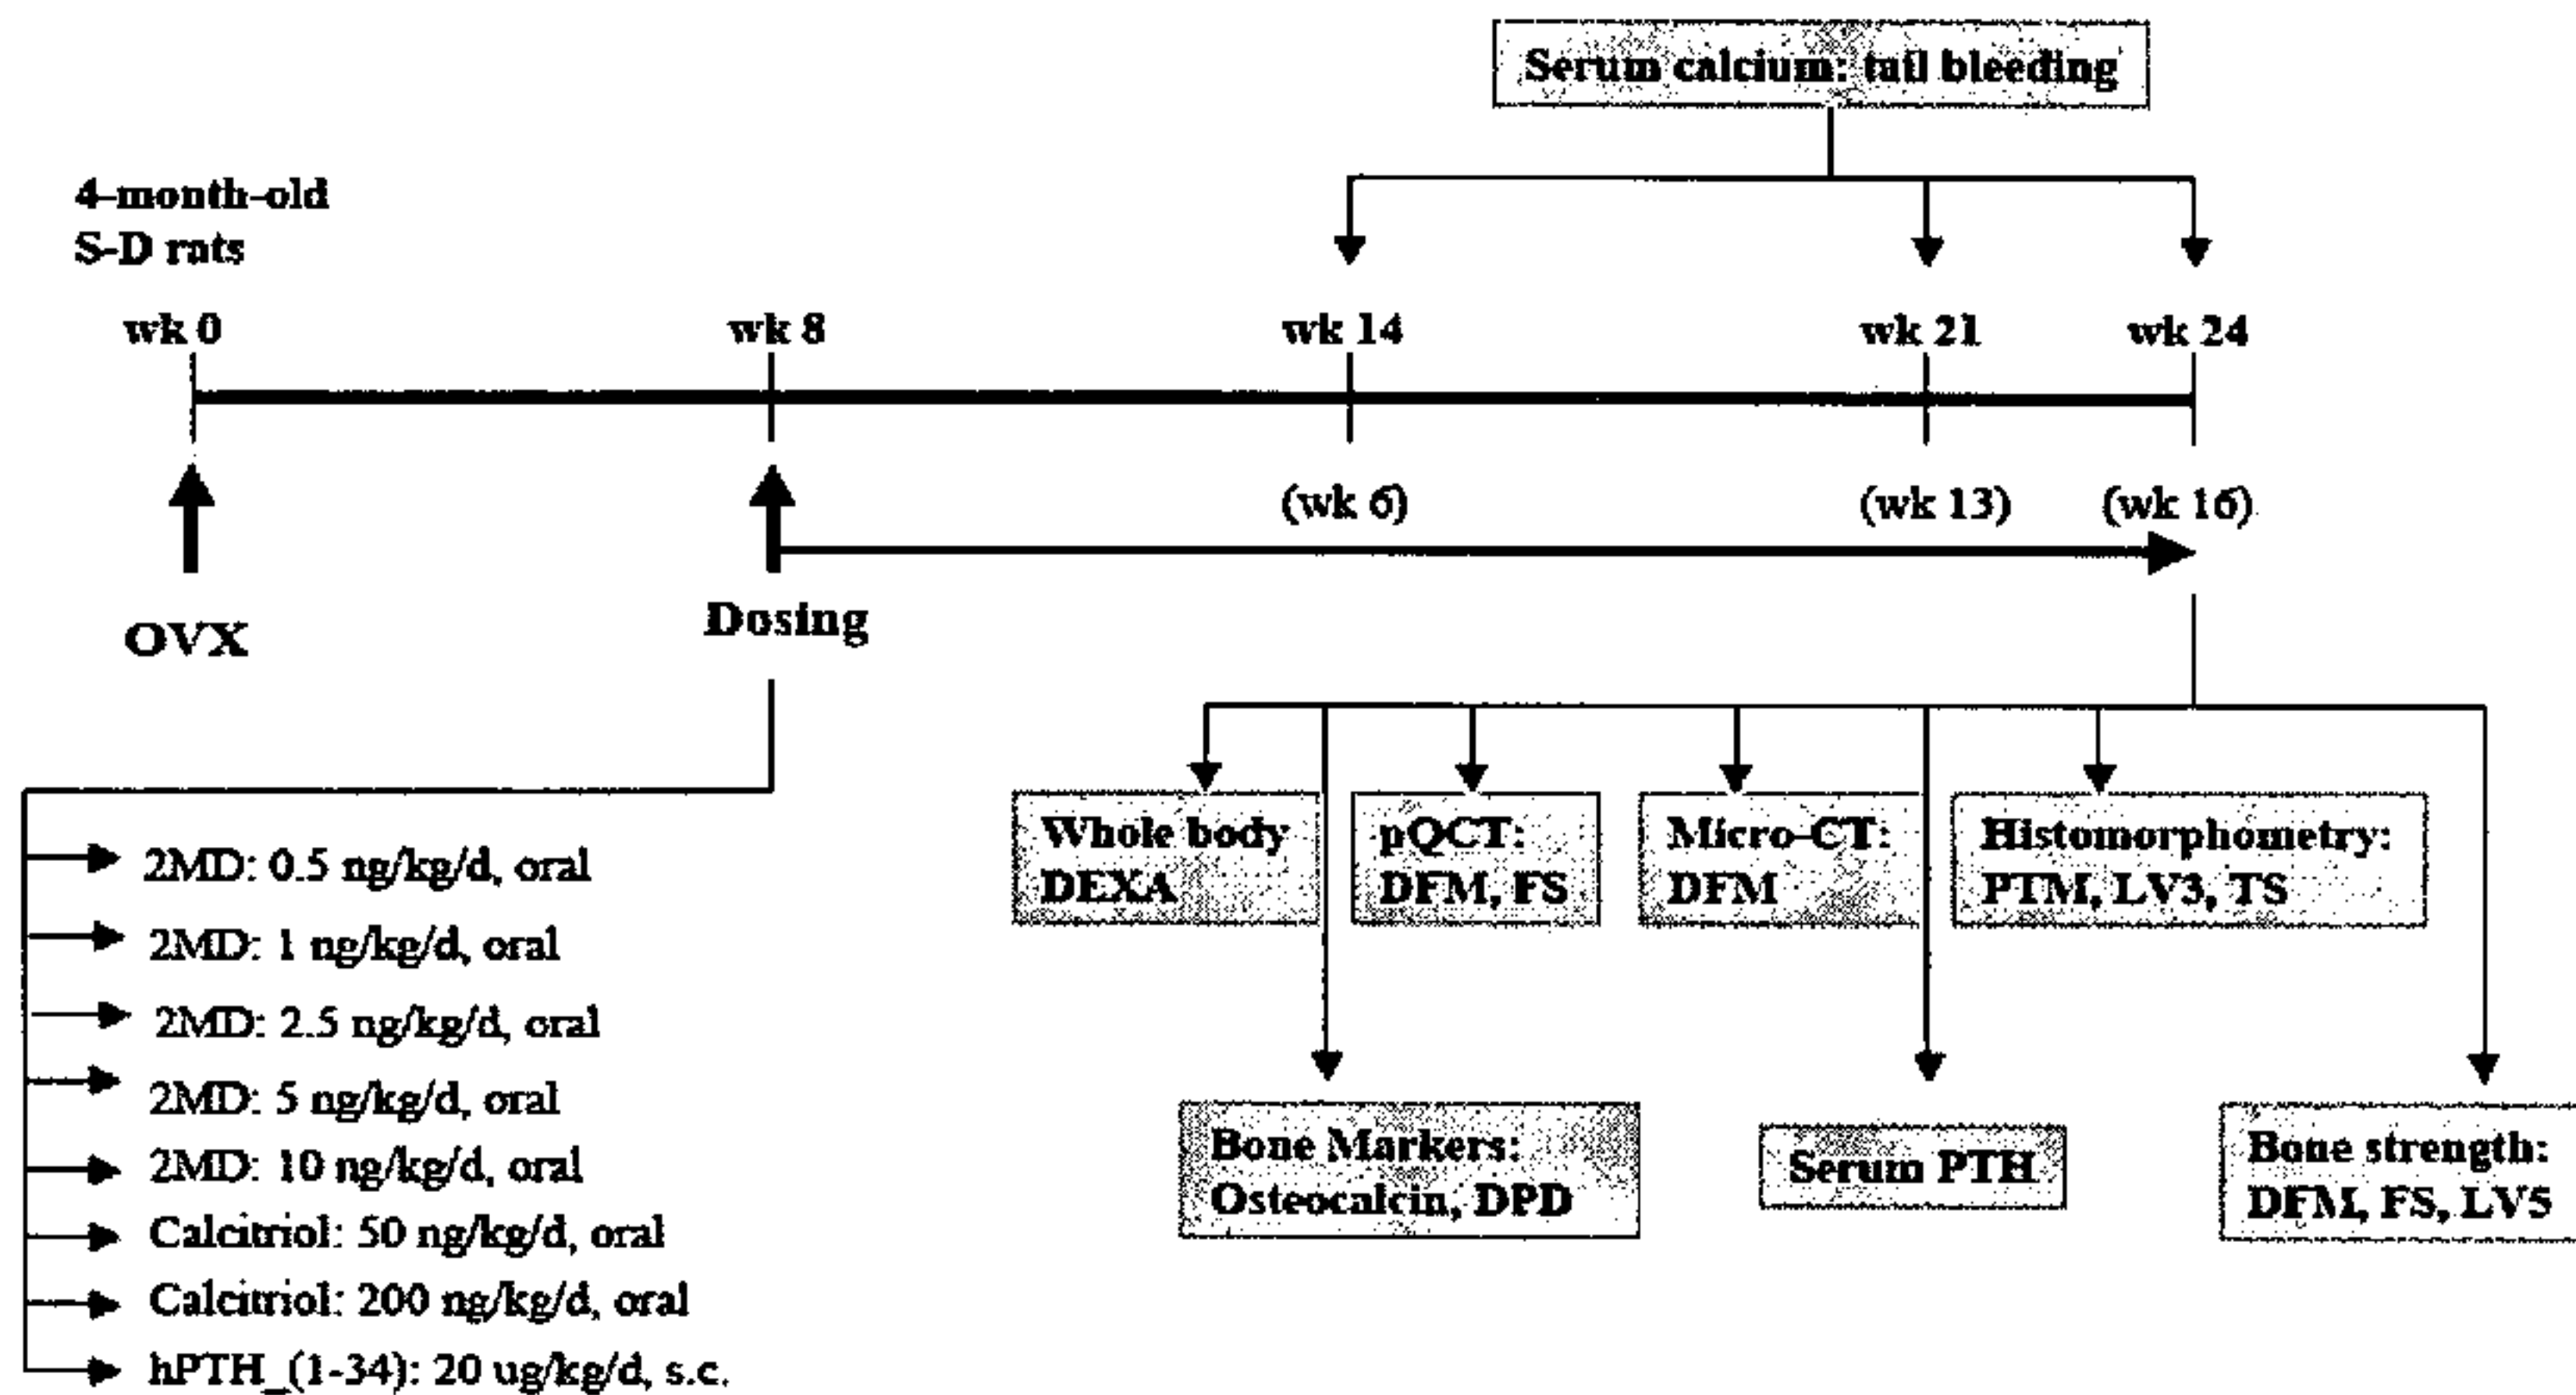 Serum calcium: tail bleeding
4-month-old
S-D rats
wk 0
wk 8
wk 14
wk 21
wk 24
(wk 6)
(wk 13)
(wk 16)
OVX
Dosing
2MD: 0.5 ng/kg/d, oral
2MD: 1 ng/kg/d, oral
2MD: 2.5 ng/kg/d, oral
2MD: 5 ng/kg/d, oral
2MD: 10 ng/kg/d, oral
Calcitriol: 50 ng/kg/d, oral
Calcitriol: 200 ng/kg/d, oral
hPTH_(1-34): 20 ug/kg/d, s.c.
Whole body
DEXA
pQCT:
DFM, FS
Micro-CT:
DFM
Histomorphometry:
PTM, LV3, TS
Bone Markers:
Osteocalcin, DPD
Serum PTH
Bone strength:
DFM, FS, LV5